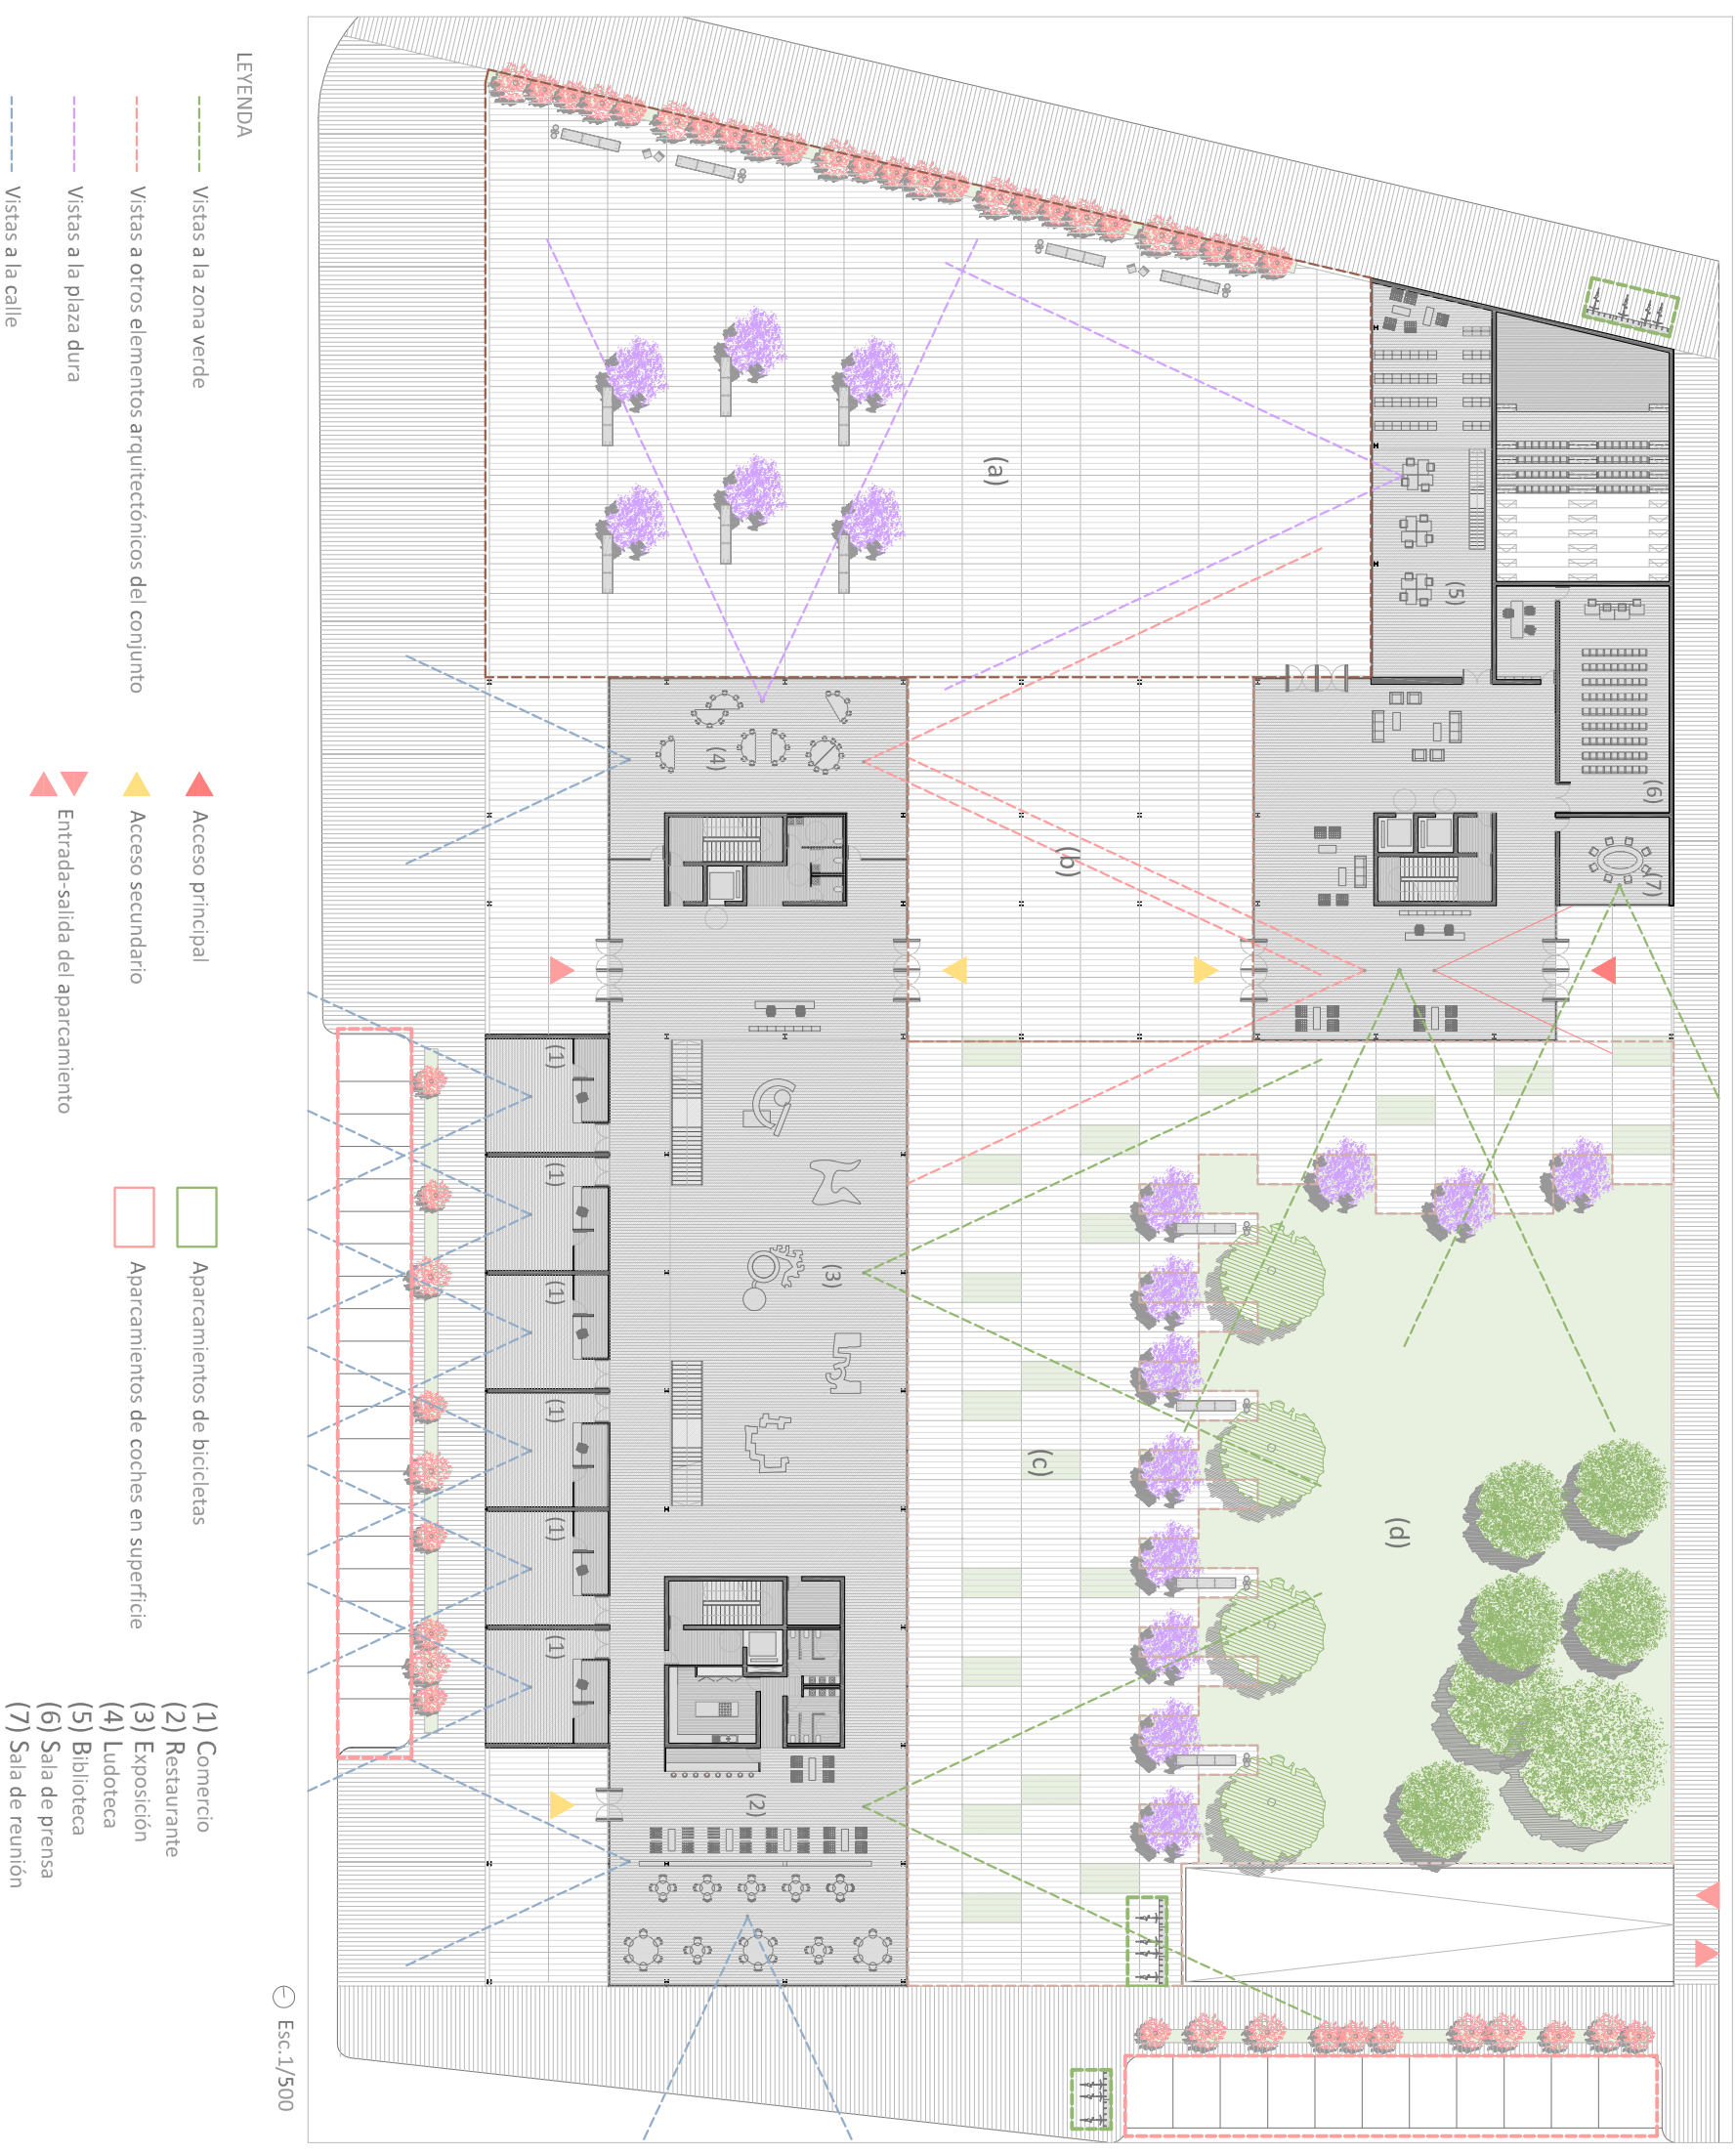 LEYENDA
Vistas a la zona verde
Vistas a otros elementos arquitectónicos del conjunto
Vistas a la plaza dura
Vistas a la calle
Acceso principal
Acceso secundario
Entrada-salida del aparcamiento
Aparcamientos de bicicletas
Aparcamientos de coches en superficie
(1) Comercio
(2) Restaurante
(3) Exposición
(4) Ludoteca
(5) Biblioteca
(6) Sala de prensa
(7) Sala de reunión
Esc.1/500
(a)
(b)
(c)
(d)
(1)
(1)
(1)
(1)
(1)
(1)
(2)
(3)
(4)
(5)
(6)
(7)